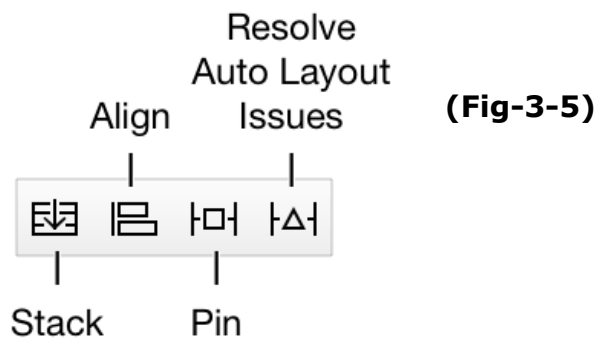 Resolve
Auto Layout
Issues
Align
(Fig-3-5)
Stack
Pin